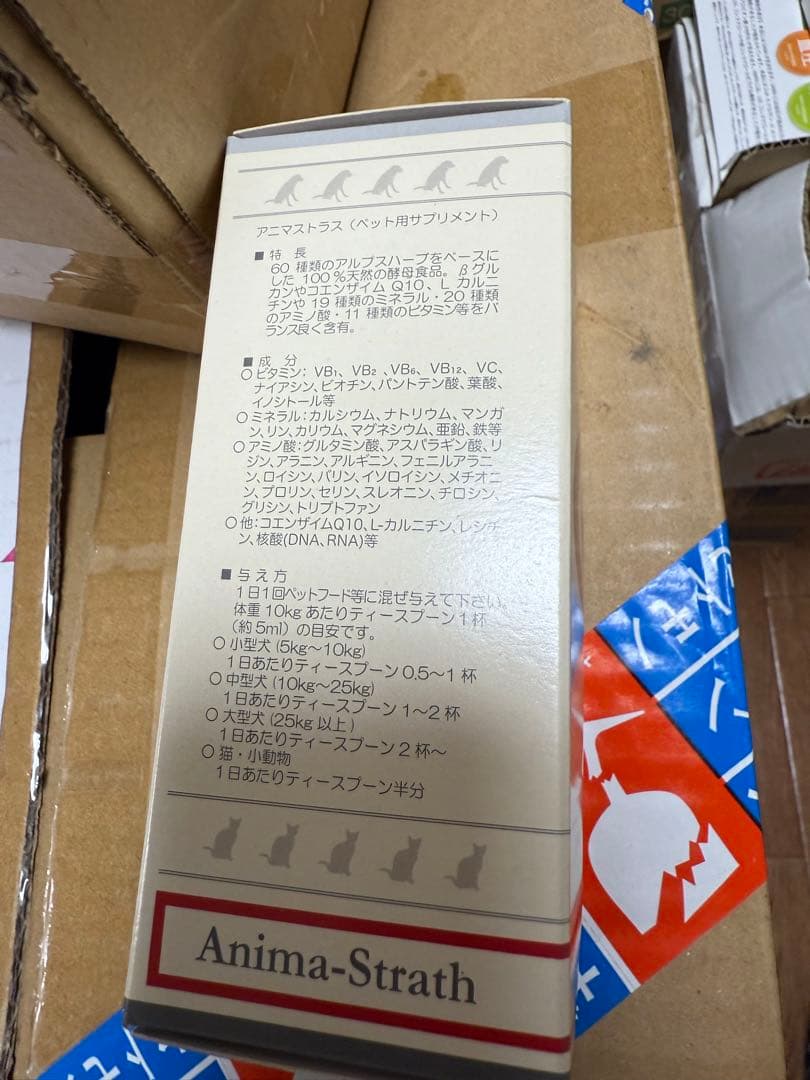 アニマストラス（ペット用サプリメント）
■ 特 長
60 種類のアルプスハーブをベースに
した 100％天然の酵母食品。βグル
カンやコエンザイム Q10、L カルニ
チンや 19 種類のミネラル・20 種類
のアミノ酸・11 種類のビタミン等をバ
ランス良く含有。
■ 成 分
○ ビタミン： VB₁、VB₂ 、VB₆、VB₁₂、VC、
ナイアシン、ビオチン、パントテン酸、葉酸、
イノシトール等
○ ミネラル：カルシウム、ナトリウム、マンガ
ン、リン、カリウム、マグネシウム、亜鉛、鉄等
○ アミノ酸：グルタミン酸、アスパラギン酸、リ
ジン、アラニン、アルギニン、フェニルアラニ
ン、ロイシン、バリン、イソロイシン、メチオニ
ン、プロリン、セリン、スレオニン、チロシン、
グリシン、トリプトファン
○ 他：コエンザイムQ10、L-カルニチン、レシチ
ン、核酸(DNA、RNA)等
■ 与 え 方
1日1回ペットフード等に混ぜ与えて下さい。
体重 10kg あたりティースプーン 1 杯
（約 5ml）の目安です。
○ 小型犬 (5kg～10kg)
1日あたりティースプーン 0.5～1 杯
○ 中型犬 (10kg～25kg)
1日あたりティースプーン 1～2 杯
○ 大型犬 (25kg 以上)
1日あたりティースプーン 2 杯～
○ 猫・小動物
1日あたりティースプーン半分
Anima-Strath